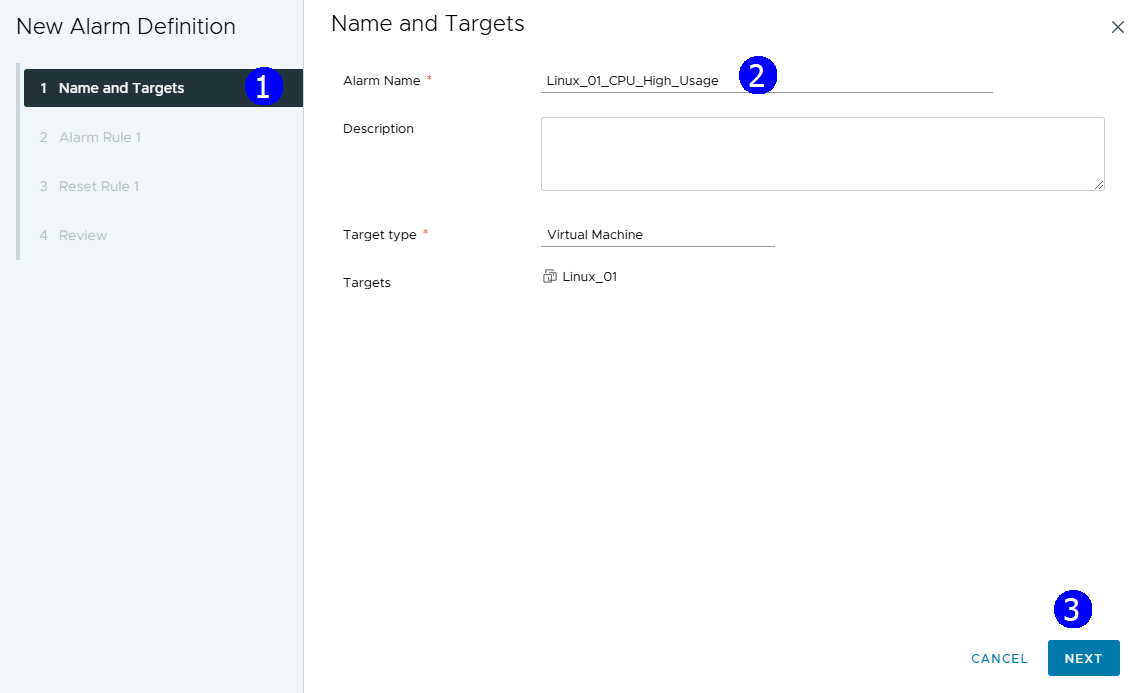 New Alarm Definition
1 Name and Targets 1
2 Alarm Rule 1
3 Reset Rule 1
4 Review
Name and Targets
Alarm Name * Linux_01_CPU_High_Usage 2
Description
Target type * Virtual Machine
Targets Linux_01
3
CANCEL NEXT